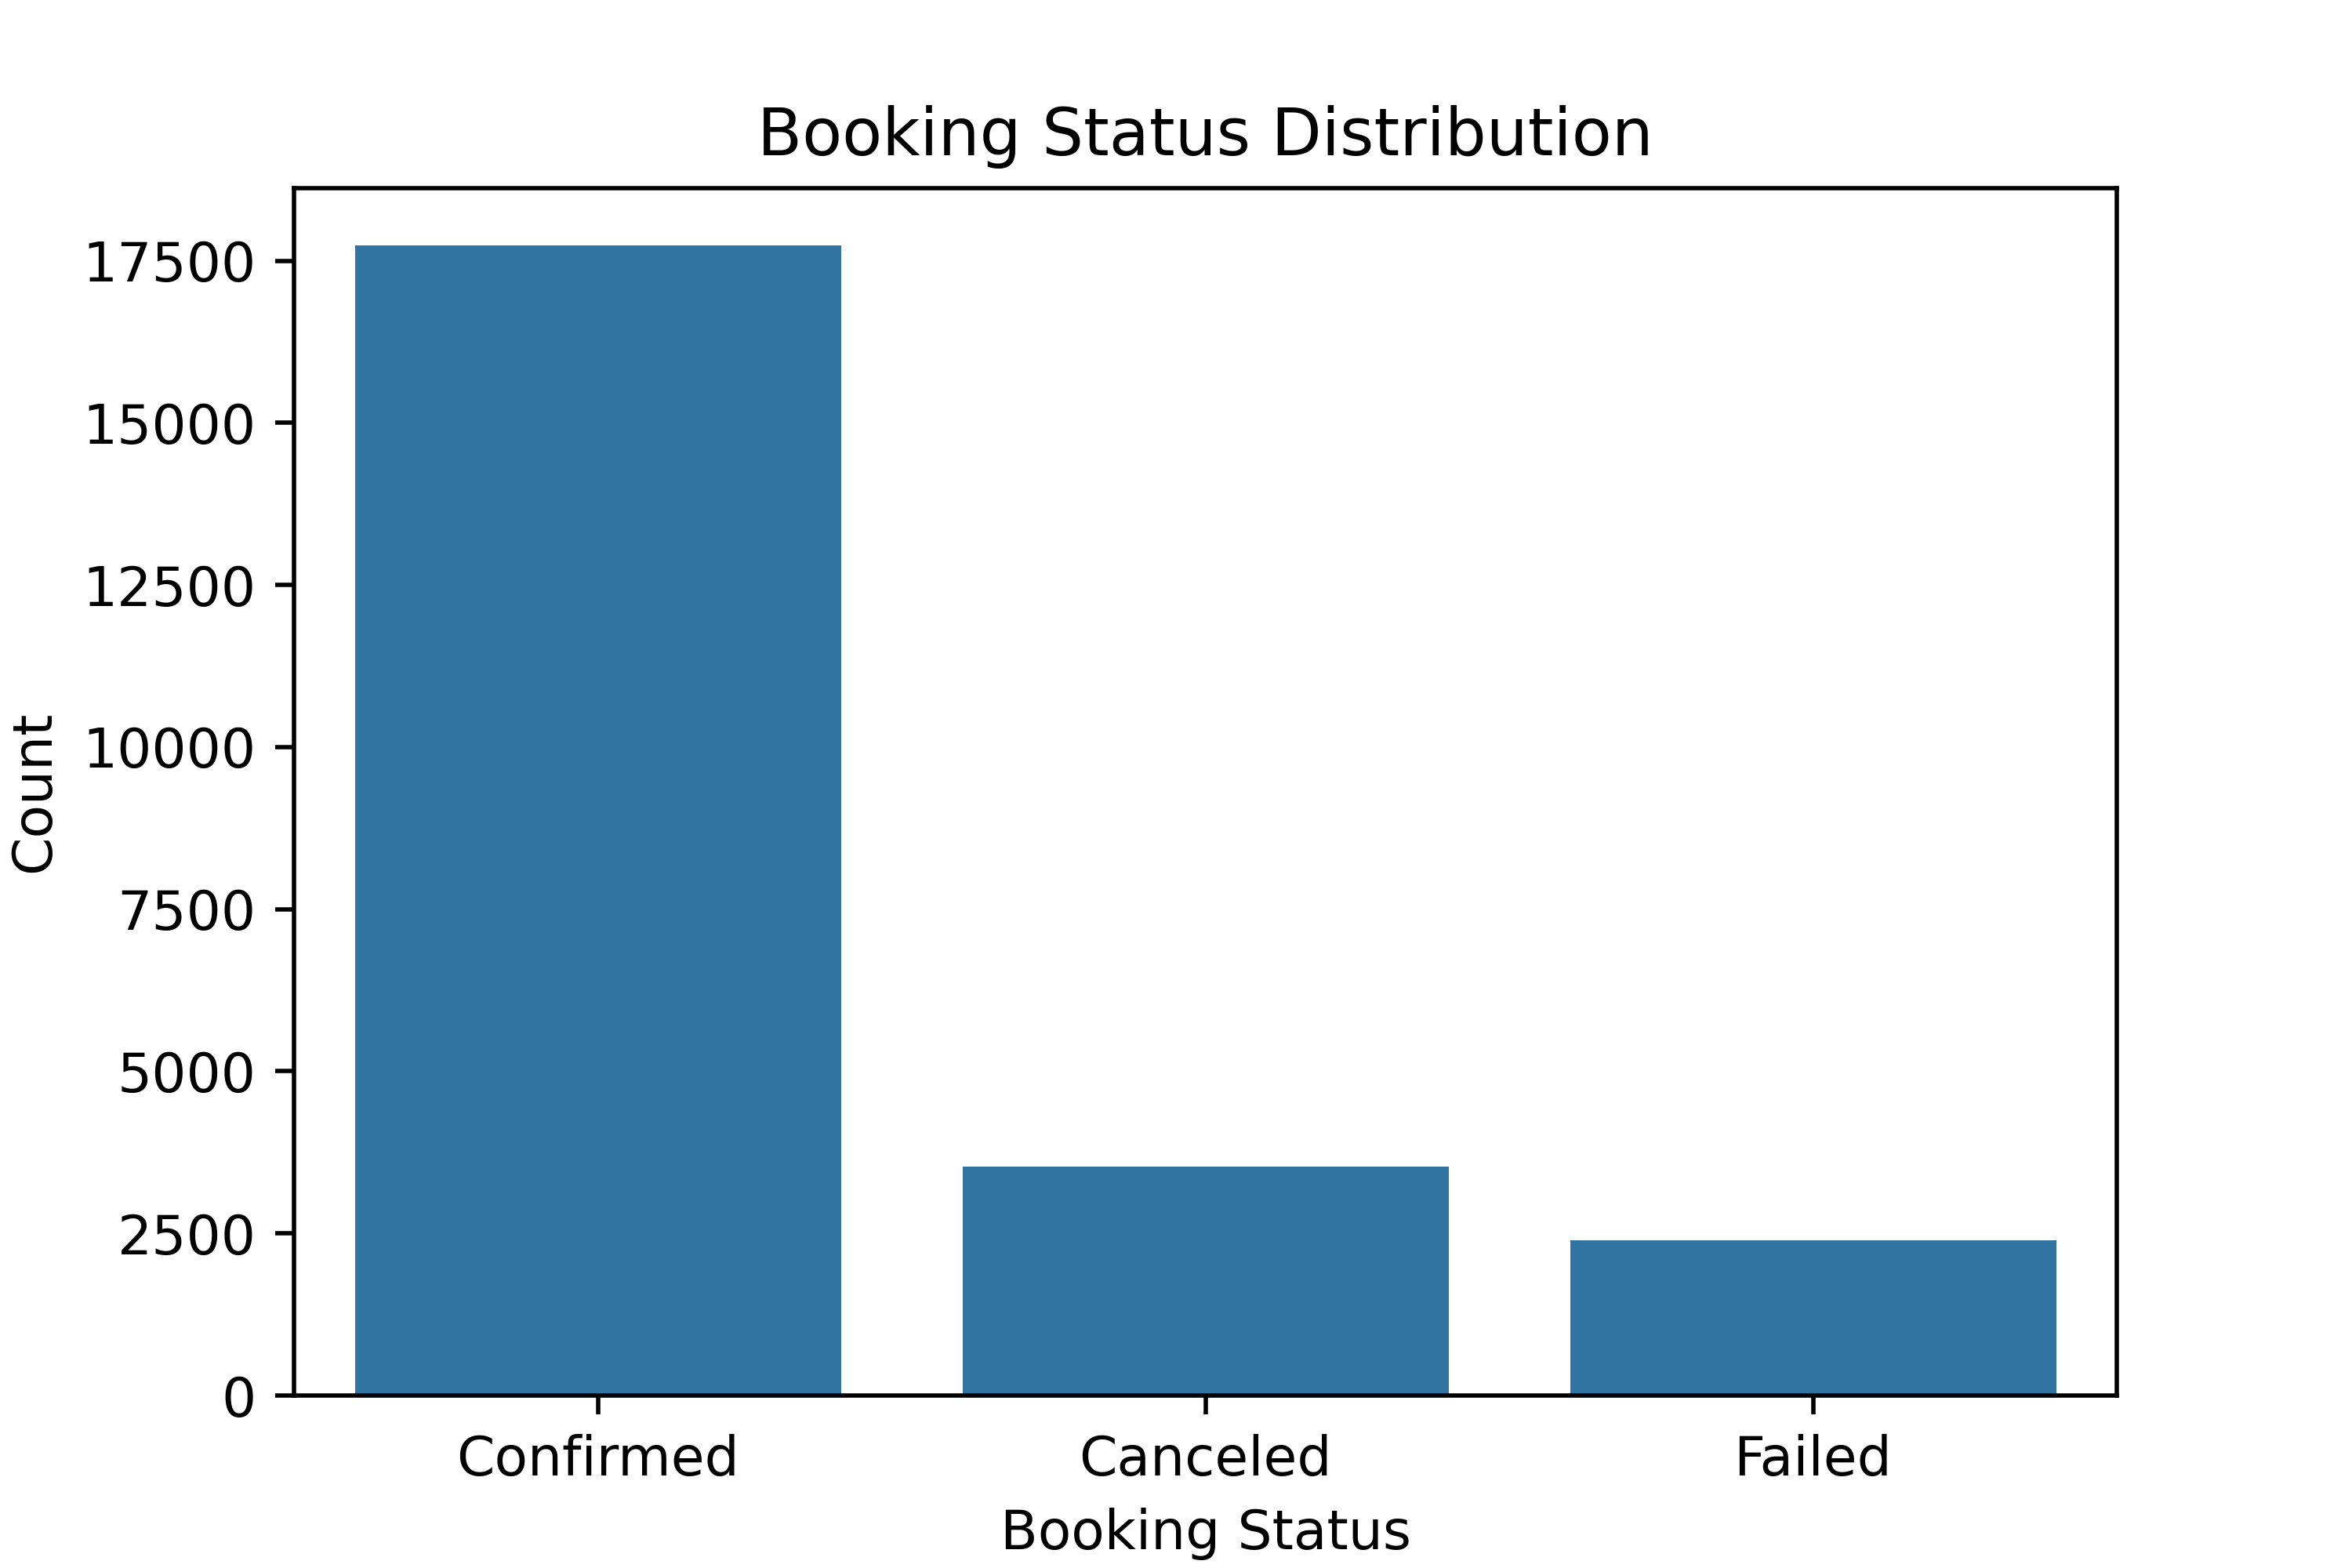 Booking Status Distribution
17500
15000
12500
10000
7500
5000
2500
0
Count
Confirmed Canceled Failed
Booking Status